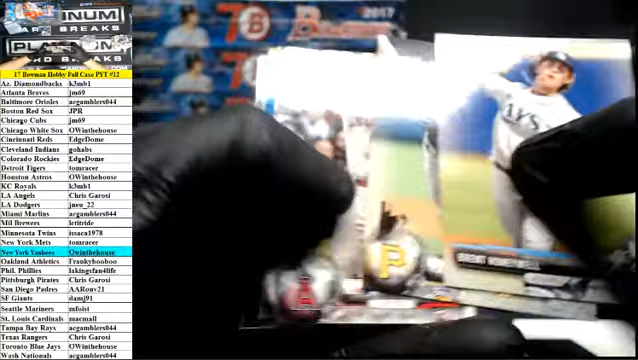 PLATINUM
CARD BREAKS
17 Bowman Hobby Full Case PYT #12
Az. Diamondbacks k3mb1
Atlanta Braves jm69
Baltimore Orioles acgamblers044
Boston Red Sox JPR
Chicago Cubs jm69
Chicago White Sox OWinthehouse
Cincinnati Reds EdgeDome
Cleveland Indians gohabs
Colorado Rockies EdgeDome
Detroit Tigers tomracer
Houston Astros OWinthehouse
KC Royals k3mb1
LA Angels Chris Garosi
LA Dodgers jneu_22
Miami Marlins acgamblers044
Mil Brewers letitride
Minnesota Twins issaca1978
New York Mets tomracer
New York Yankees Owinthehouse
Oakland Athletics Frankybooboo
Phil. Phillies lakingsfan4life
Pittsburgh Pirates Chris Garosi
San Diego Padres AARonv21
SF Giants damj91
Seattle Mariners mfoist
St. Louis Cardinals macmall
Tampa Bay Rays acgamblers044
Texas Rangers Chris Garosi
Toronto Blue Jays OWinthehouse
Wash Nationals acgamblers044
2017
Bowman